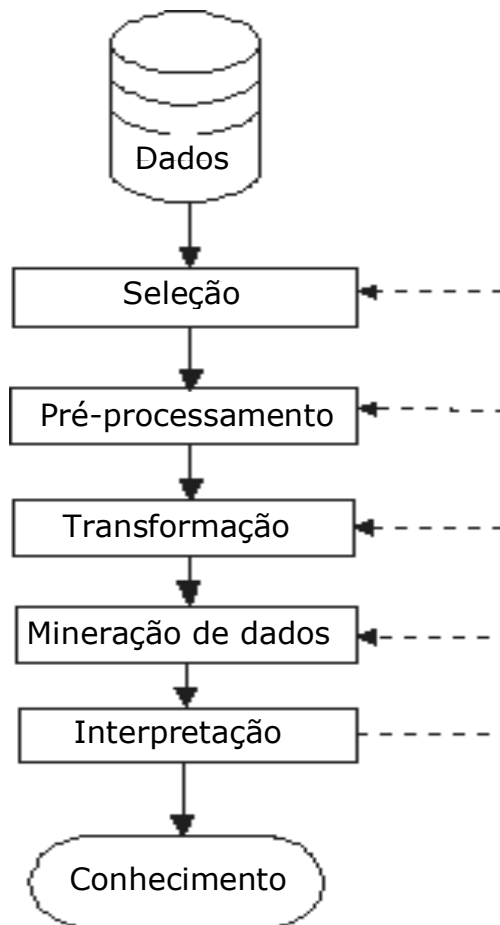 Dados
Seleção
Pré-processamento
Transformação
Mineração de dados
Interpretação
Conhecimento